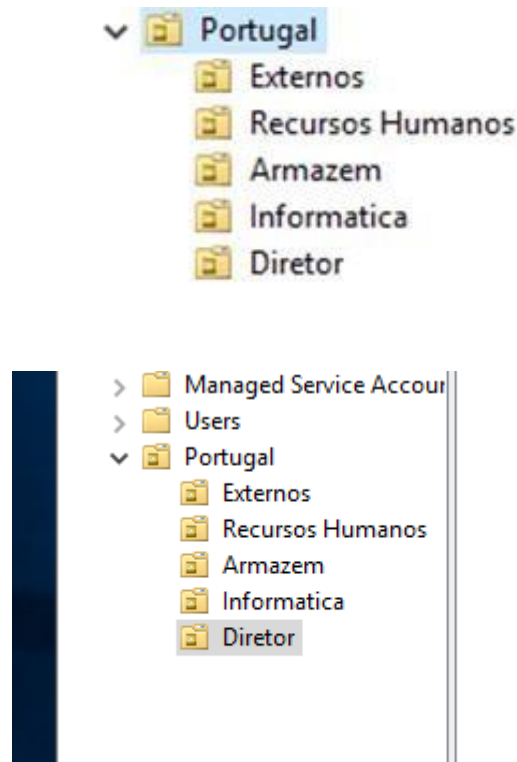 Portugal
Externos
Recursos Humanos
Armazem
Informatica
Diretor
Managed Service Accour
Users
Portugal
Externos
Recursos Humanos
Armazem
Informatica
Diretor